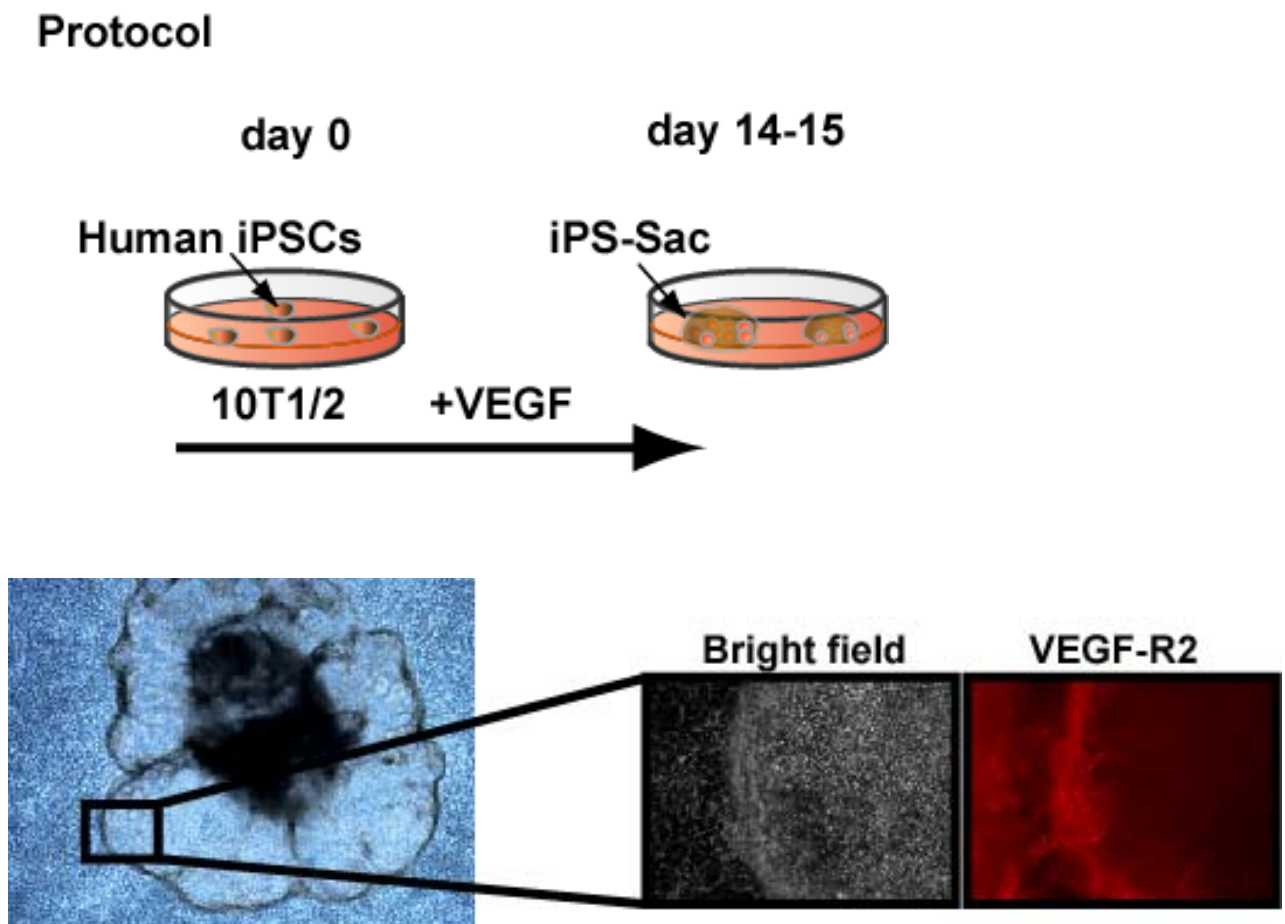 Protocol
day 0
day 14-15
Human iPSCs
iPS-Sac
10T1/2
+VEGF
Bright field
VEGF-R2